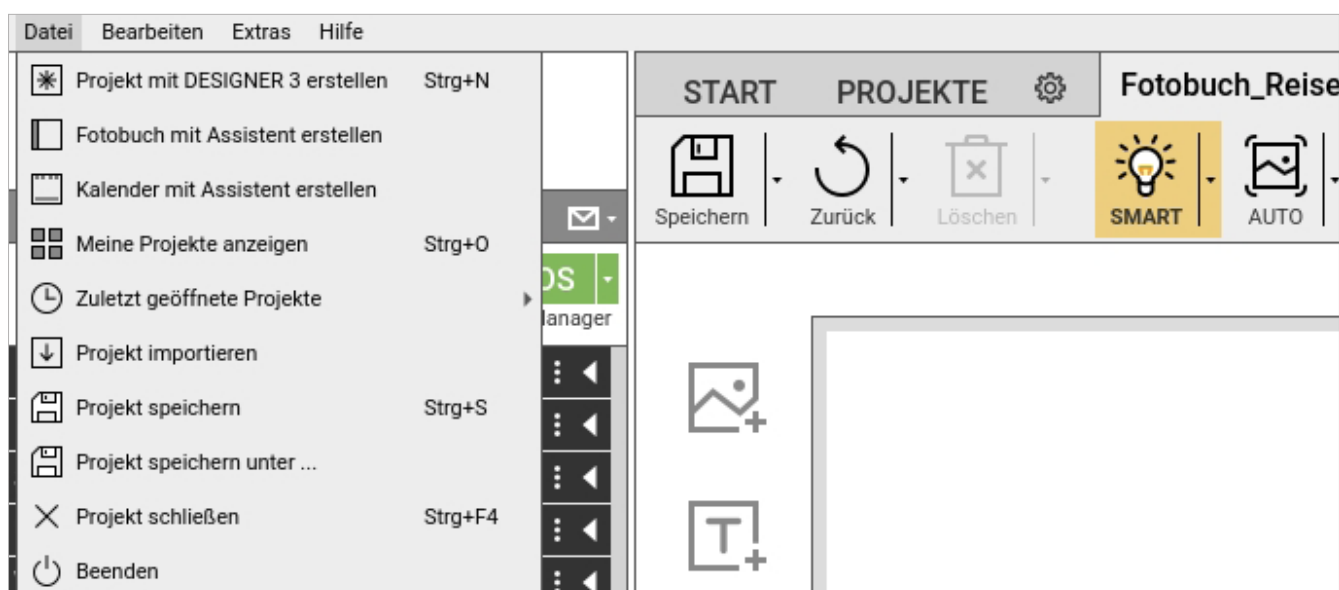 Datei Bearbeiten Extras Hilfe
Projekt mit DESIGNER 3 erstellen Strg+N
Fotobuch mit Assistent erstellen
Kalender mit Assistent erstellen
Meine Projekte anzeigen Strg+O
Zuletzt geöffnete Projekte
Projekt importieren
Projekt speichern Strg+S
Projekt speichern unter ...
Projekt schließen Strg+F4
Beenden
START PROJEKTE Fotobuch_Reise
Speichern Zurück Löschen SMART AUTO
T